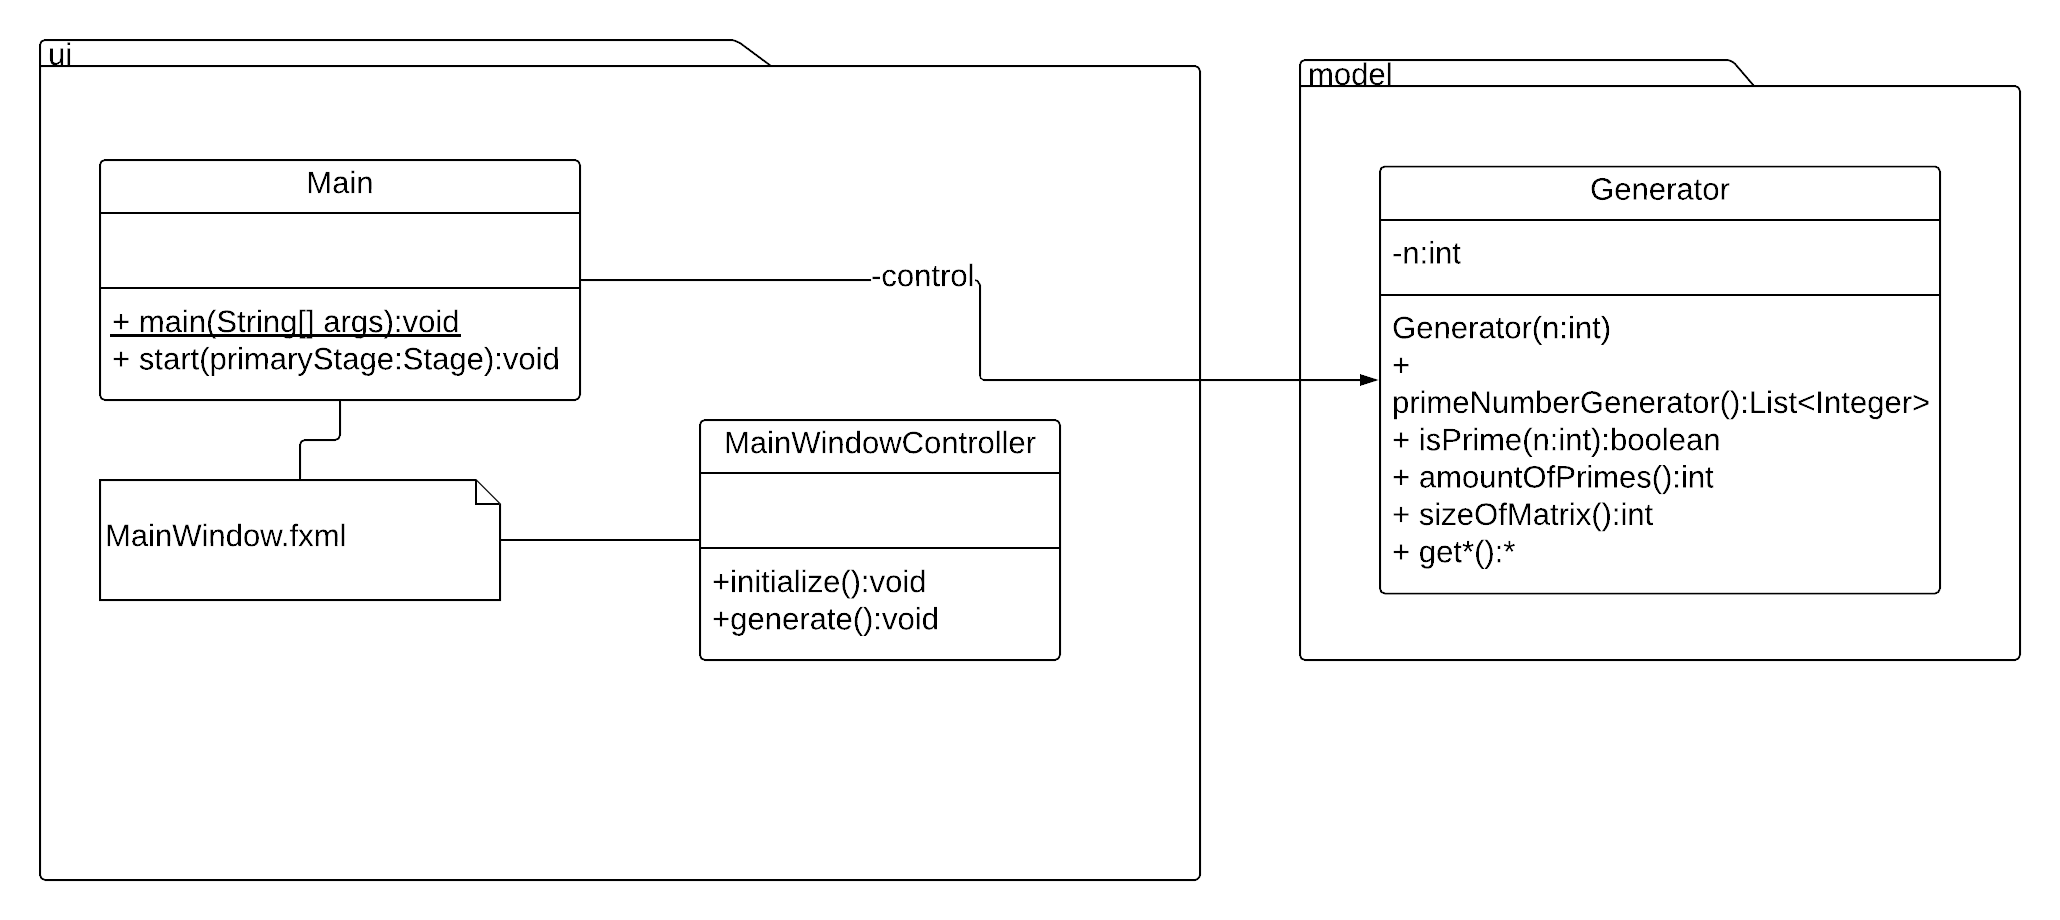 ui
model
Main
+ main(String[] args):void
+ start(primaryStage:Stage):void
-control
MainWindow.fxml
MainWindowController
+initialize():void
+generate():void
Generator
-n:int
Generator(n:int)
+
primeNumberGenerator():List<Integer>
+ isPrime(n:int):boolean
+ amountOfPrimes():int
+ sizeOfMatrix():int
+ get*():*